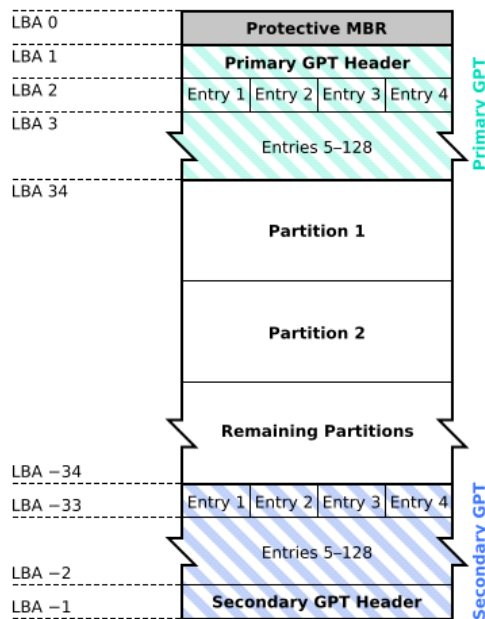 LBA 0
Protective MBR
LBA 1
Primary GPT Header
LBA 2
Entry 1 Entry 2 Entry 3 Entry 4
LBA 3
Entries 5–128
Primary GPT
LBA 34
Partition 1
Partition 2
Remaining Partitions
LBA −34
LBA −33
Entry 1 Entry 2 Entry 3 Entry 4
Entries 5–128
LBA −2
Secondary GPT Header
LBA −1
Secondary GPT